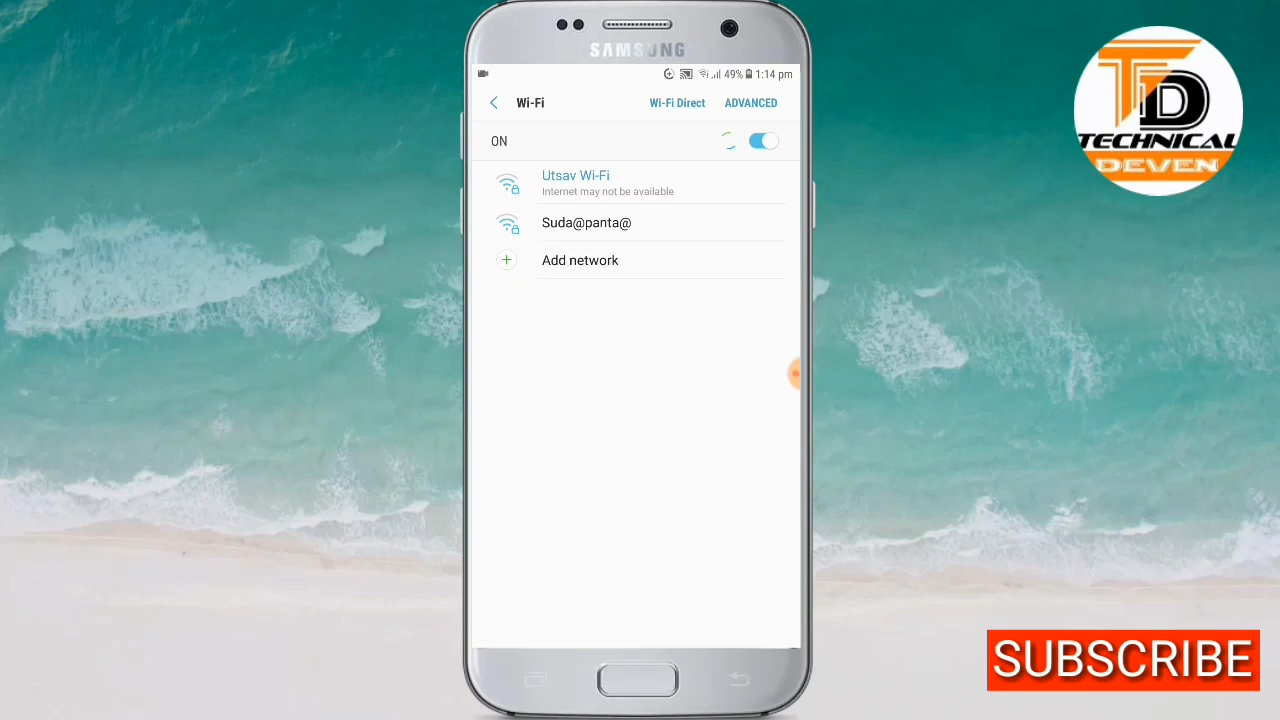 SAMSUNG
49% 1:14 pm
Wi-Fi Wi-Fi Direct ADVANCED
ON
Utsav Wi-Fi
Internet may not be available
Suda@panta@
Add network
TD
TECHNICAL
DEVEN
SUBSCRIBE